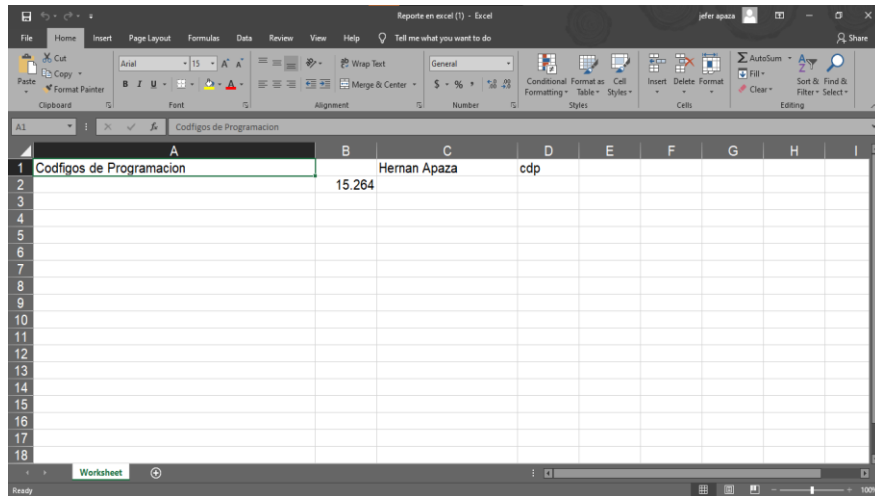 Reporte en excel (1) - Excel
jefer apaza
File Home Insert Page Layout Formulas Data Review View Help Tell me what you want to do Share
Paste
Cut
Copy
Format Painter
Clipboard
Arial 15 A A
B I U A
Font
Wrap Text
Merge & Center
Alignment
General
$ % ,
Number
Conditional Formatting
Format as Table
Cell Styles
Styles
Insert Delete Format
Cells
AutoSum
Fill
Clear
Sort & Filter
Find & Select
Editing
A1 fx Codfigos de Programacion
A B C D E F G H I
1 Codfigos de Programacion Hernan Apaza cdp
2 15.264
3
4
5
6
7
8
9
10
11
12
13
14
15
16
17
18
Worksheet
Ready